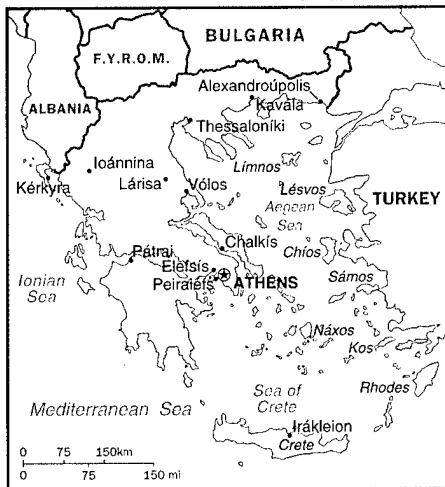 BULGARIA
F.Y.R.O.M.
Alexandroúpolis
Kavála
ALBANIA
Thessaloníki
Límnos
Ioánnina
Kérkyra
Lárisa
Vólos
Lésvos
TURKEY
Aegean
Sea
Chalkís
Chíos
Pátrai
Elefsís
Ionian
Sea
ATHENS
Peiraiéfs
Sámos
Náxos
Kos
Rhodes
Sea of
Crete
Mediterranean Sea
Irákleion
Crete
0 75 150km
0 75 150 mi